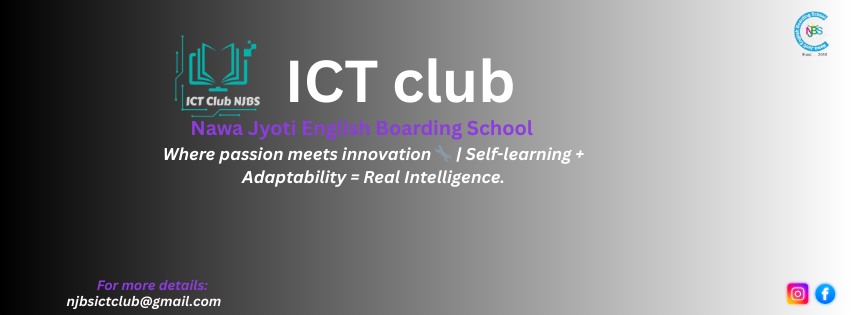 ICT Club NJBS
ICT club
Nawa Jyoti English Boarding School
Where passion meets innovation🔧 | Self-learning +
Adaptability = Real Intelligence.
For more details:
njbsictclub@gmail.com
NJBS